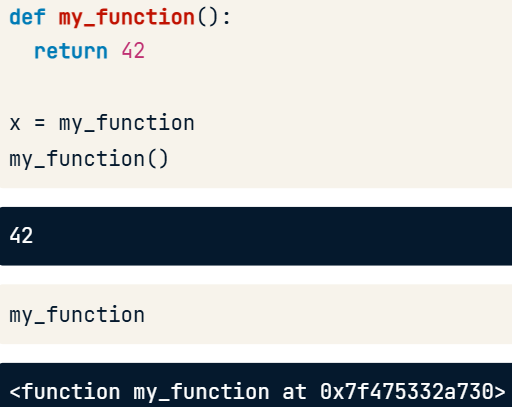 def my_function():
  return 42
x = my_function
my_function()
42
my_function
<function my_function at 0x7f475332a730>